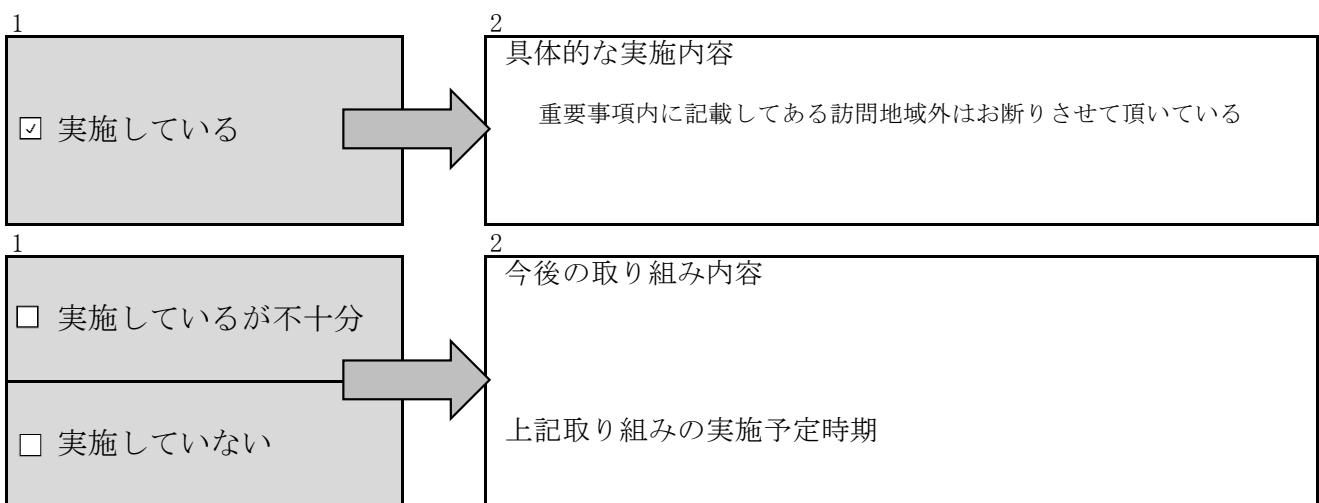 1
2
☑ 実施している
具体的な実施内容
重要事項内に記載してある訪問地域外はお断りさせて頂いている
1
2
☐ 実施しているが不十分
☐ 実施していない
今後の取り組み内容
上記取り組みの実施予定時期